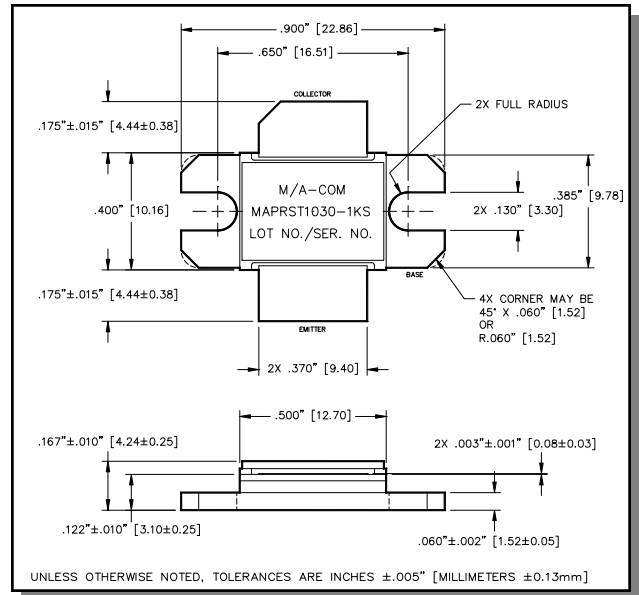 .900" [22.86]
.650" [16.51]
COLLECTOR
.175"±.015" [4.44±0.38]
2X FULL RADIUS
M/A-COM
MAPRST1030-1KS
LOT NO./SER. NO.
.400" [10.16]
2X .130" [3.30]
.385" [9.78]
BASE
.175"±.015" [4.44±0.38]
4X CORNER MAY BE
45° X .060" [1.52]
OR
R.060" [1.52]
EMITTER
2X .370" [9.40]
.500" [12.70]
.167"±.010" [4.24±0.25]
2X .003"±.001" [0.08±0.03]
.122"±.010" [3.10±0.25]
.060"±.002" [1.52±0.05]
UNLESS OTHERWISE NOTED, TOLERANCES ARE INCHES ±.005" [MILLIMETERS ±0.13mm]